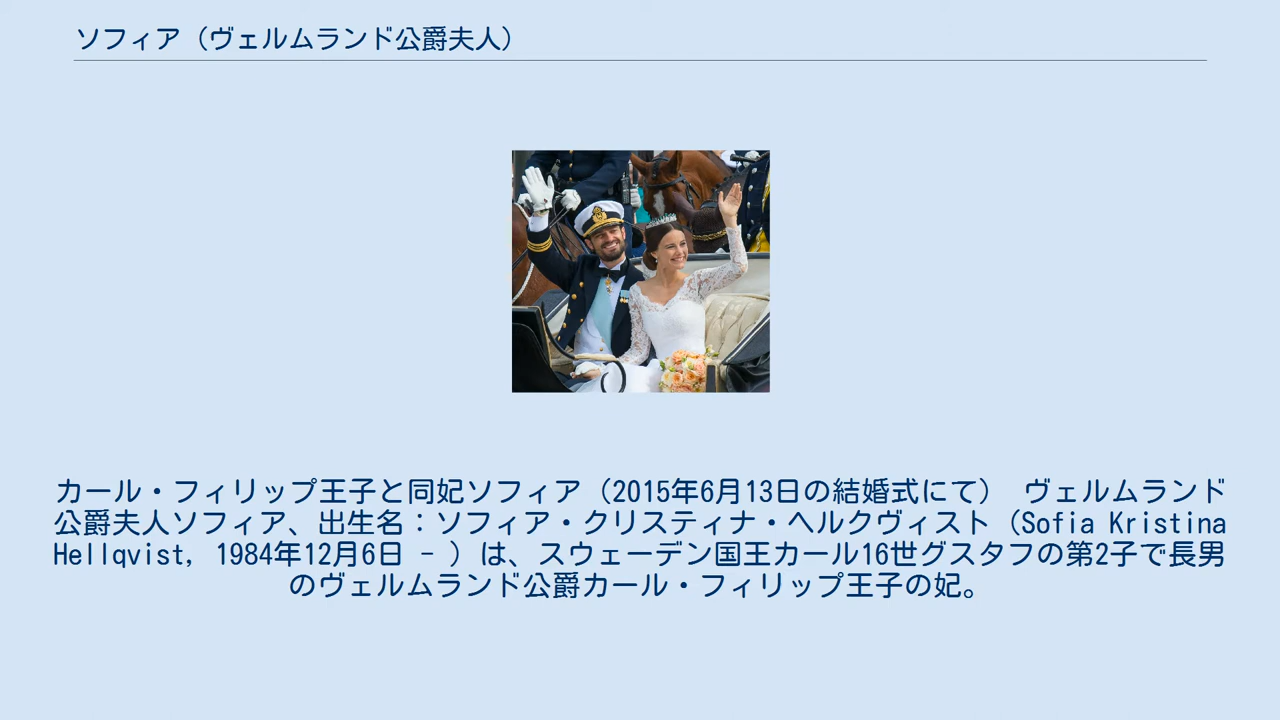 ソフィア（ヴェルムランド公爵夫人）
カール・フィリップ王子と同妃ソフィア（2015年6月13日の結婚式にて） ヴェルムランド
公爵夫人ソフィア、出生名：ソフィア・クリスティナ・ヘルクヴィスト（Sofia Kristina
Hellqvist, 1984年12月6日 - ）は、スウェーデン国王カール16世グスタフの第2子で長男
のヴェルムランド公爵カール・フィリップ王子の妃。